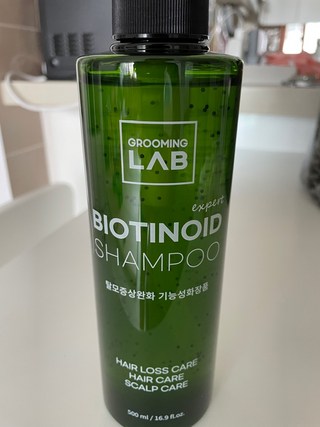 GROOMING
LAB
expert
BIOTINOID
SHAMPOO
탈모증상완화 기능성화장품
HAIR LOSS CARE
HAIR CARE
SCALP CARE
500 ml / 16.9 fl.oz.